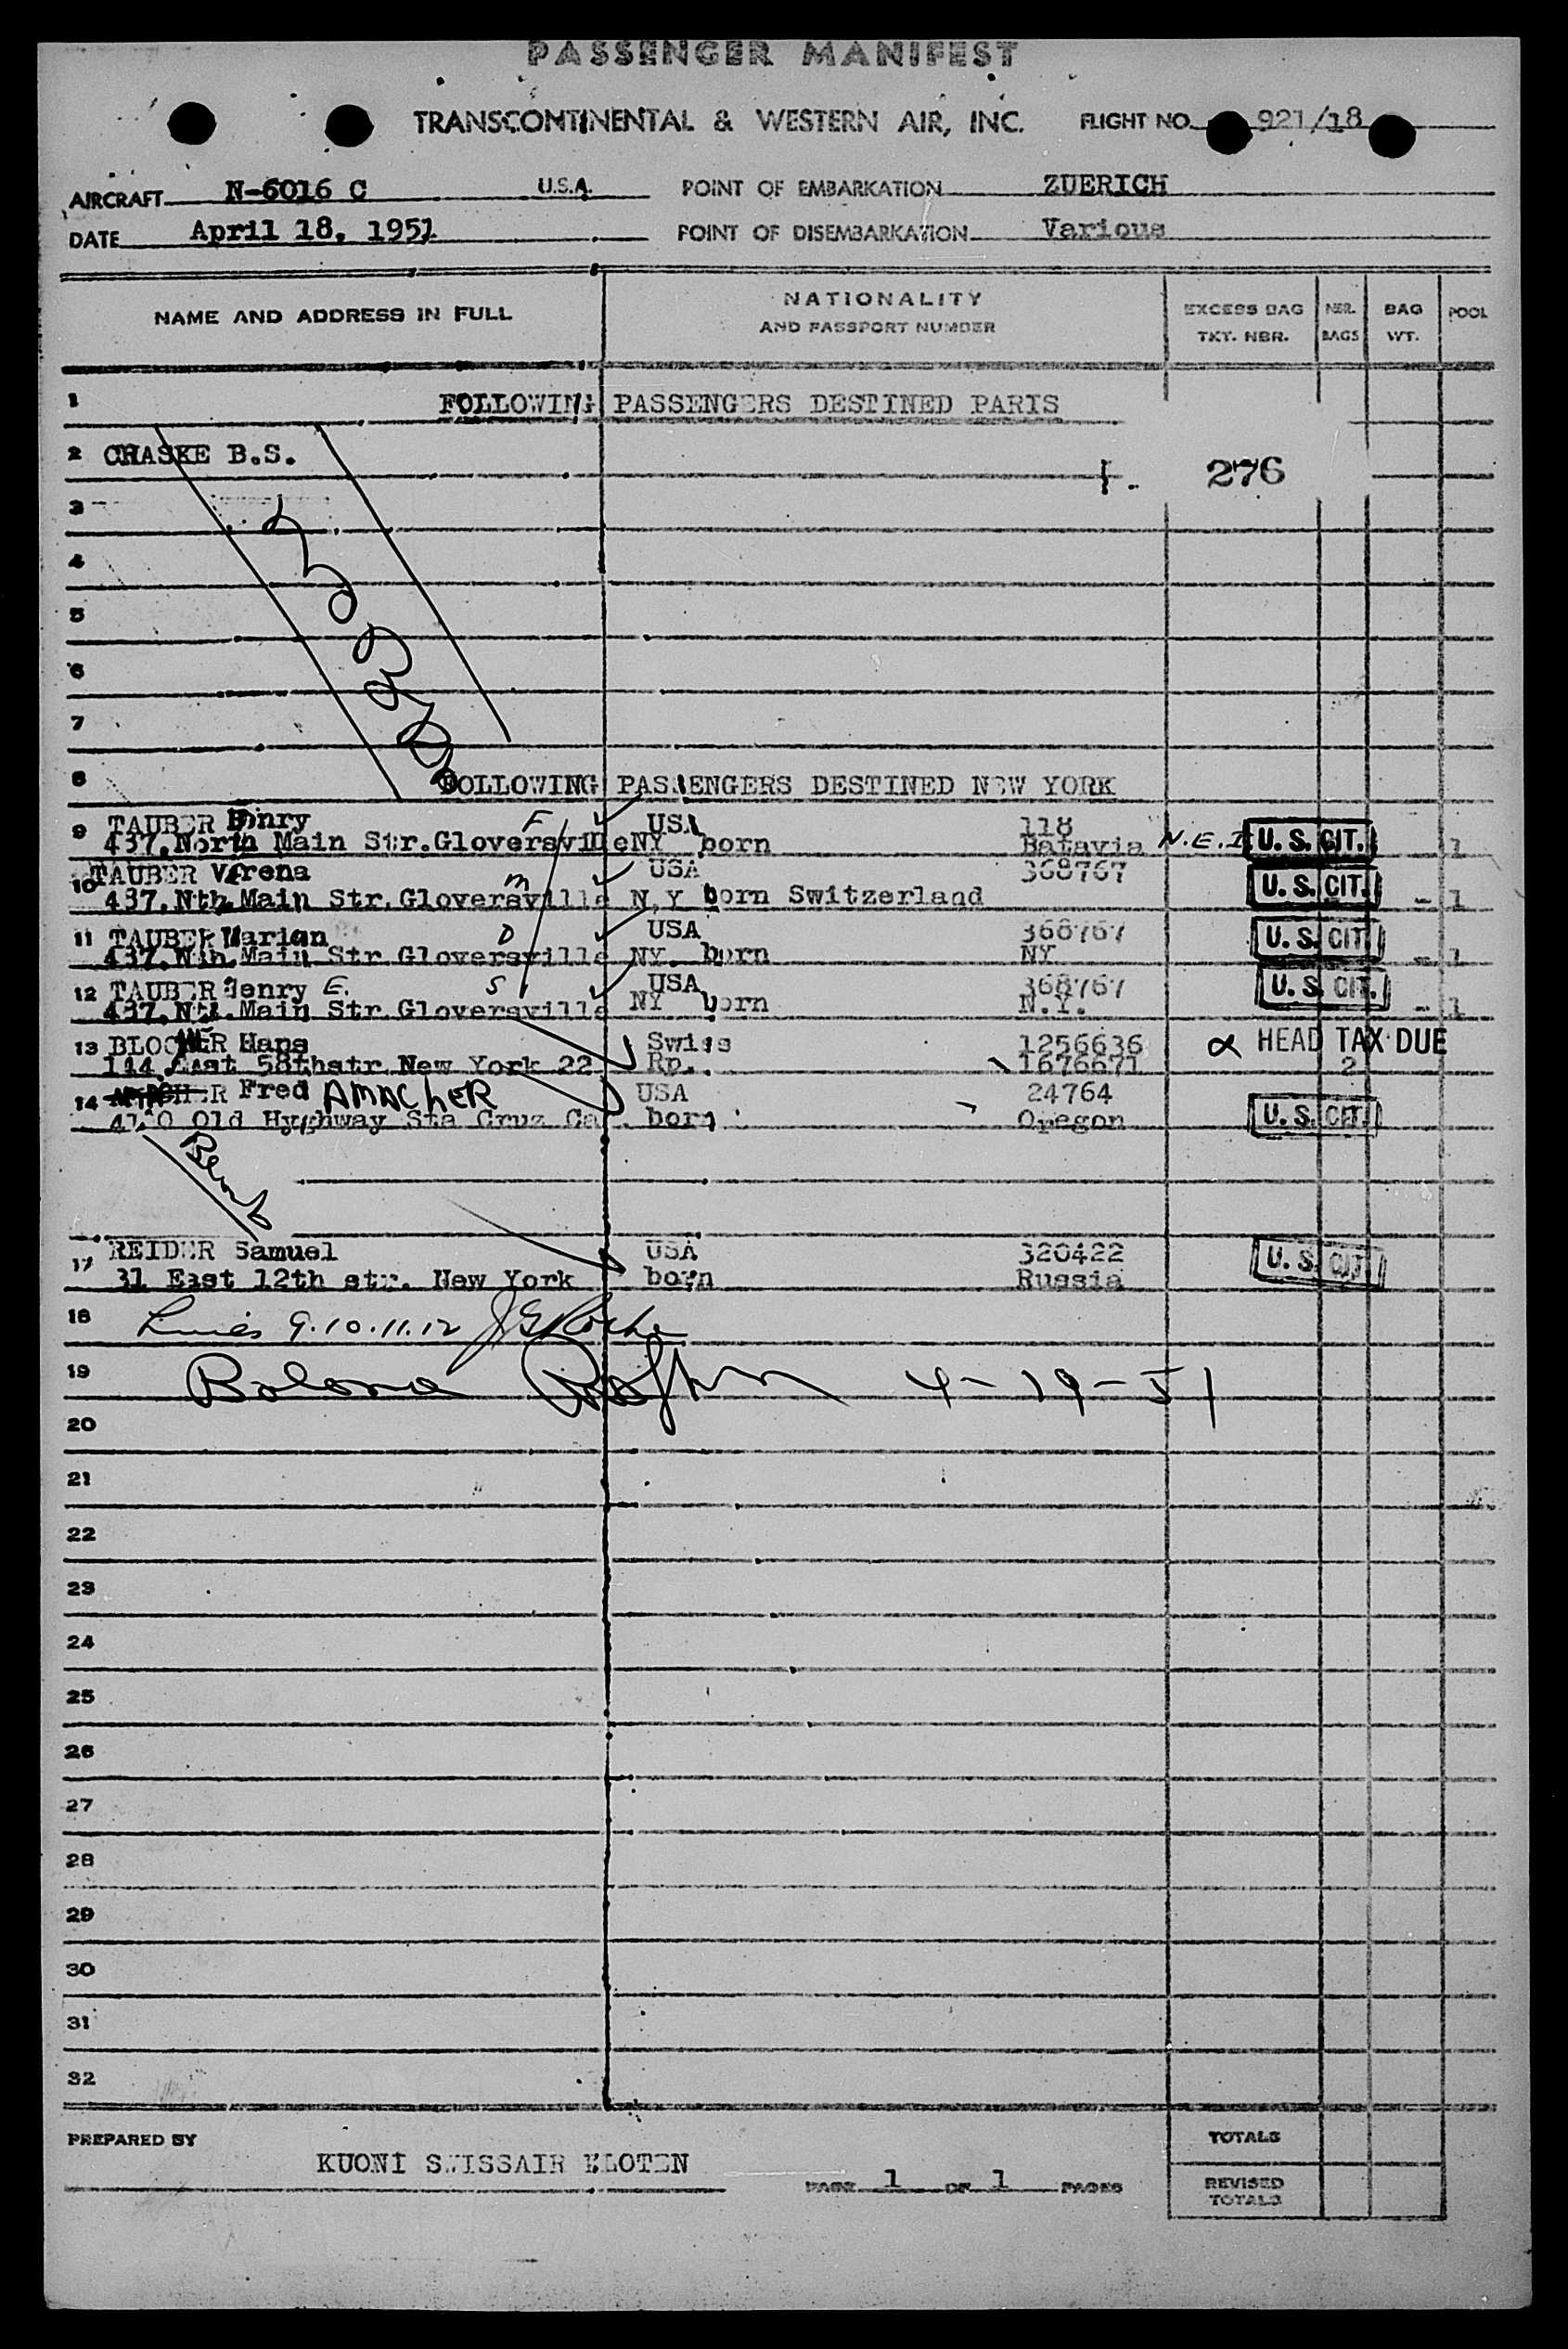 PASSENGER MANIFEST
TRANSCONTINENTAL & WESTERN AIR, INC. FLIGHT NO. 921/18
AIRCRAFT N-6016 C U.S.A. POINT OF EMBARKATION ZUERICH
DATE April 18, 1951 POINT OF DISEMBARKATION Various
NAME AND ADDRESS IN FULL NATIONALITY AND PASSPORT NUMBER EXCESS BAG TKT. NBR. NBR. BAGS BAG WT. POOL
1 FOLLOWING PASSENGERS DESTINED PARIS
2 CHASKE B.S. 276
3
4
5
6
7
8 FOLLOWING PASSENGERS DESTINED NEW YORK
9 TAUBER Henry F USA 118
437.North Main Str.Gloversville NY born Batavia N.E.I U.S. CIT. 1
10 TAUBER Verena USA 368767
437.Nth.Main Str.Gloversville N.Y born Switzerland m U.S. CIT. - 1
11 TAUBER Marian D USA 368767 U.S. CIT
437.Nth.Main Str Gloversville NY. born NY - 1
12 TAUBER Henry E. S USA 368767 U.S. CIT.
437.Nth.Main Str Gloversville NY born N.Y. - 1
13 BLOCHER Hans Swiss 1256636 HEAD TAX DUE
144.East 58thstr New York 22 Rp. 1676671 2
14 Fred AMACHER USA 24764
Old Hyghway Sta Cruz Ca. born Oregon U.S. CIT.
17 REIDER Samuel USA 320422 U.S. CIT.
31 East 12th str. New York born Russia
18 Lines 9.10.11.12
19 4-19-51
20
21
22
23
24
25
26
27
28
29
30
31
32
PREPARED BY KUONI SWISSAIR KLOTEN PAGE 1 OF 1 PAGES
TOTALS
REVISED TOTALS